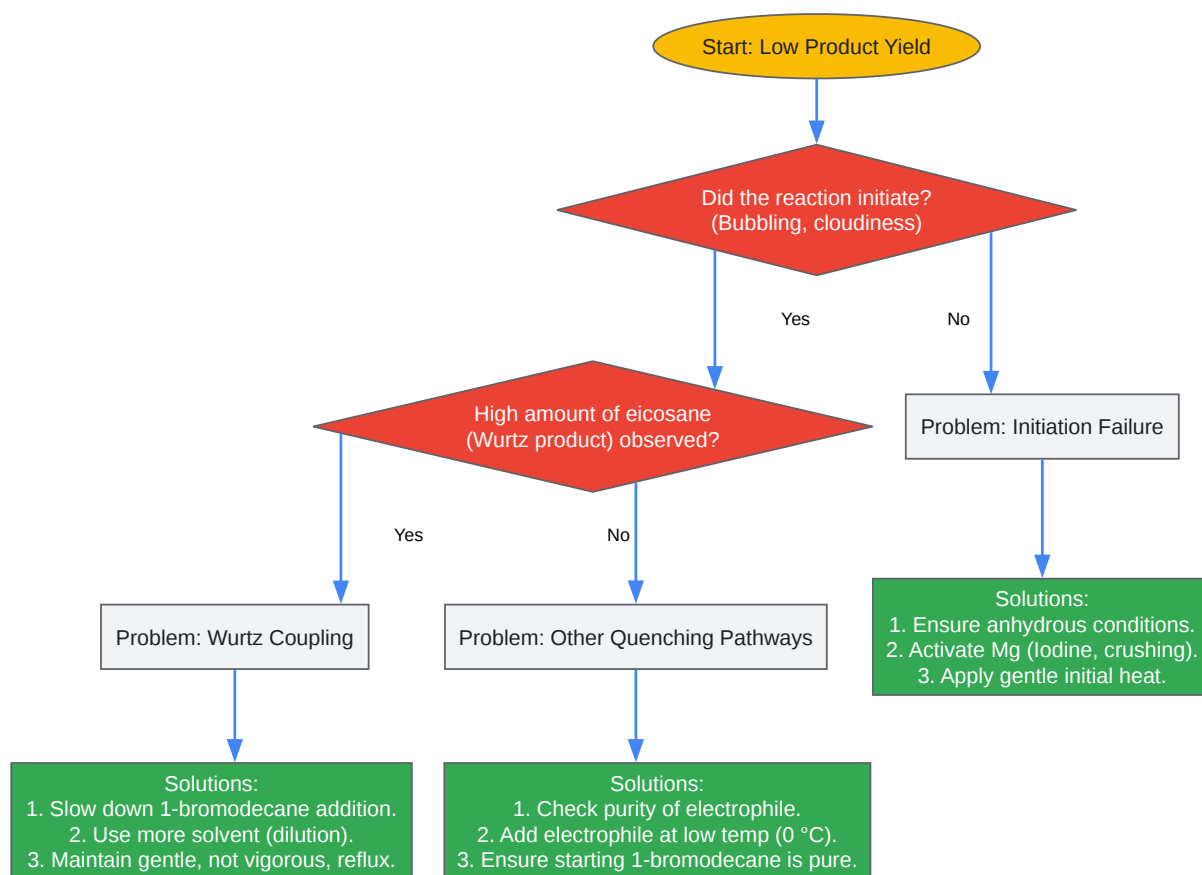 Start: Low Product Yield
Did the reaction initiate?
(Bubbling, cloudiness)
Yes
No
High amount of eicosane
(Wurtz product) observed?
Problem: Initiation Failure
Yes
No
Solutions:
1. Ensure anhydrous conditions.
2. Activate Mg (Iodine, crushing).
3. Apply gentle initial heat.
Problem: Wurtz Coupling
Problem: Other Quenching Pathways
Solutions:
1. Slow down 1-bromodecane addition.
2. Use more solvent (dilution).
3. Maintain gentle, not vigorous, reflux.
Solutions:
1. Check purity of electrophile.
2. Add electrophile at low temp (0 °C).
3. Ensure starting 1-bromodecane is pure.